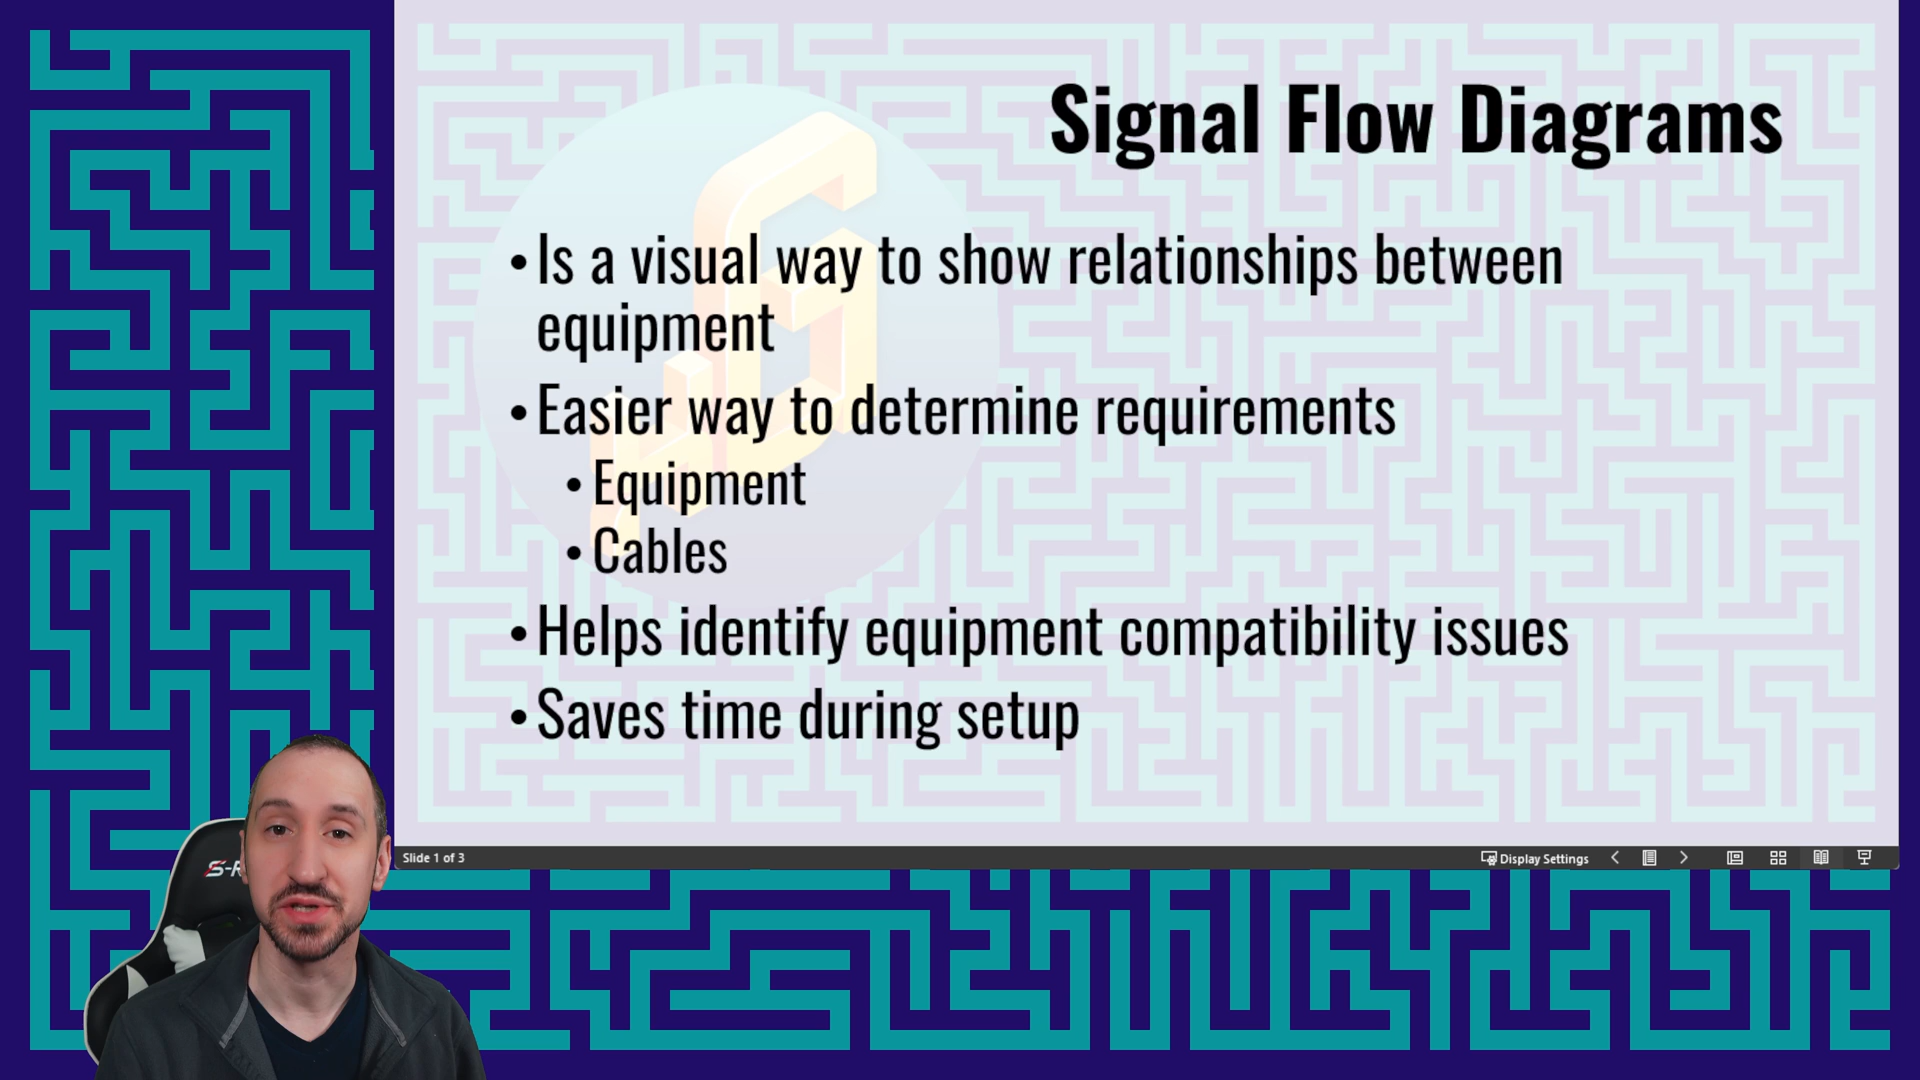 Signal Flow Diagrams
•Is a visual way to show relationships between
equipment
•Easier way to determine requirements
•Equipment
•Cables
•Helps identify equipment compatibility issues
•Saves time during setup
Slide 1 of 3
Display Settings